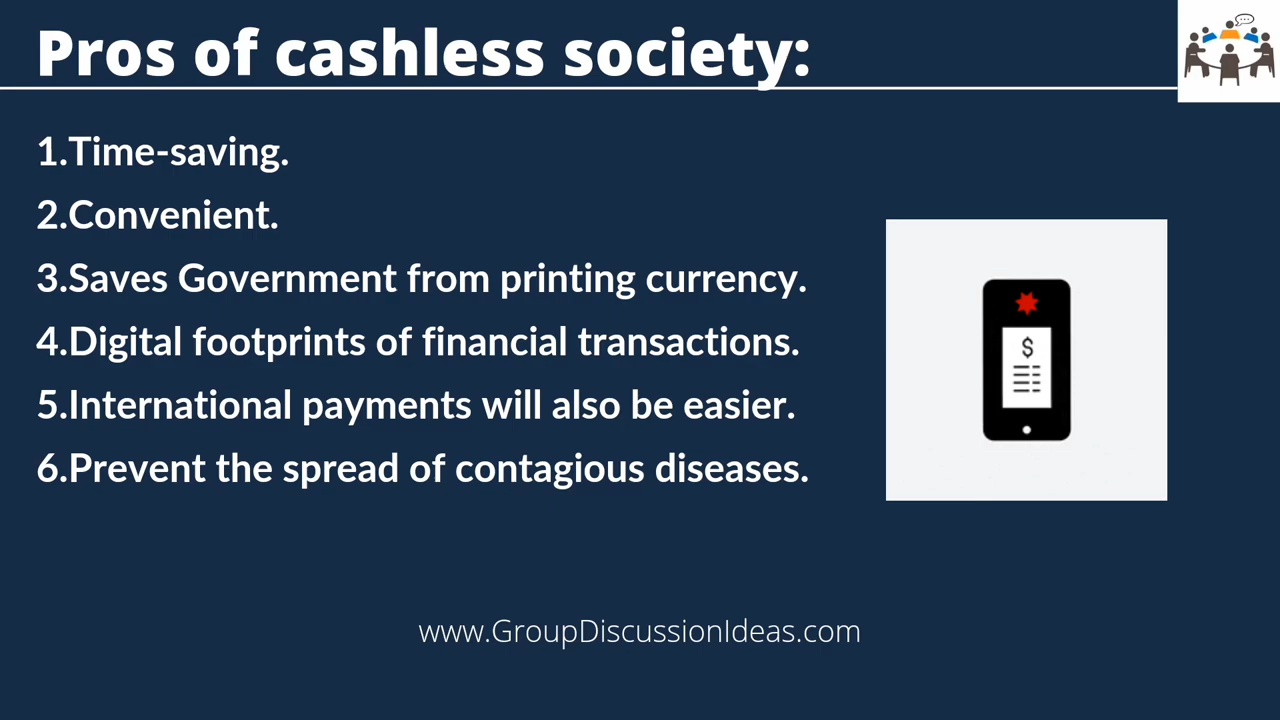 Pros of cashless society:
1.Time-saving.
2.Convenient.
3.Saves Government from printing currency.
4.Digital footprints of financial transactions.
5.International payments will also be easier.
6.Prevent the spread of contagious diseases.
$
www.GroupDiscussionIdeas.com